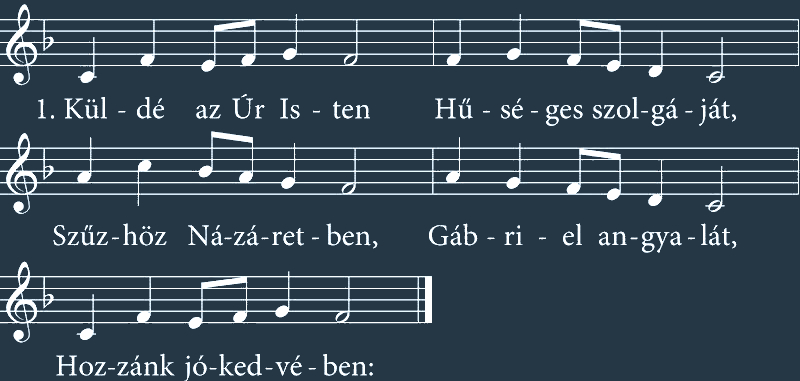 1. Kül - dé az Úr Is - ten Hű - sé - ges szol-gá - ját,
Szűz-höz Ná-zá-ret - ben, Gáb - ri - el an-gya-lát,
Hoz-zánk jó-ked-vé - ben: